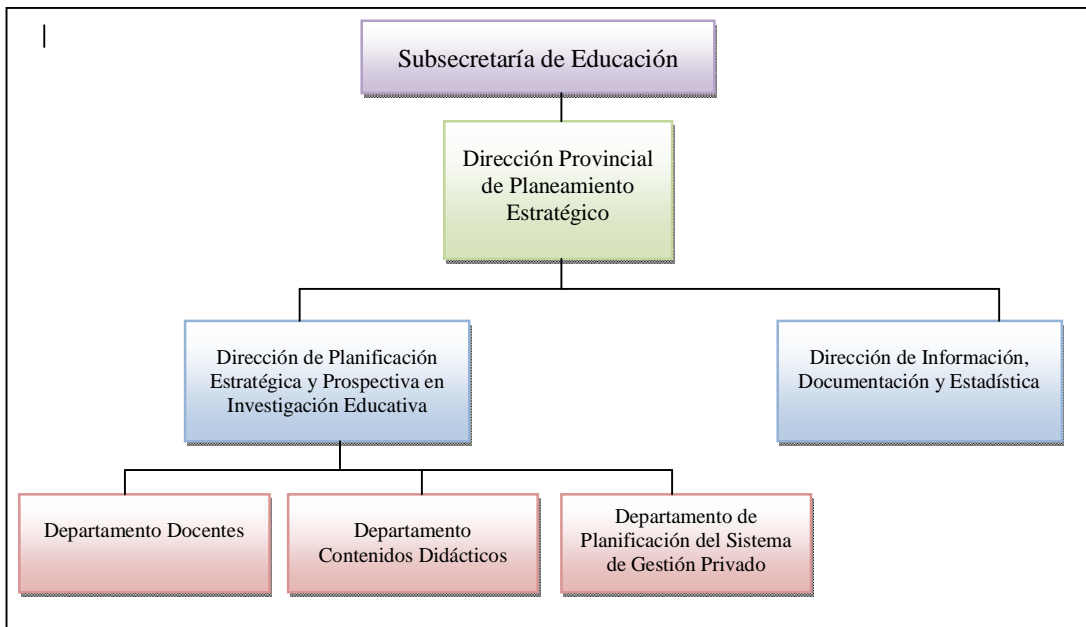 Subsecretaría de Educación
Dirección Provincial
de Planeamiento
Estratégico
Dirección de Planificación
Estratégica y Prospectiva en
Investigación Educativa
Dirección de Información,
Documentación y Estadística
Departamento Docentes
Departamento
Contenidos Didácticos
Departamento de
Planificación del Sistema
de Gestión Privado